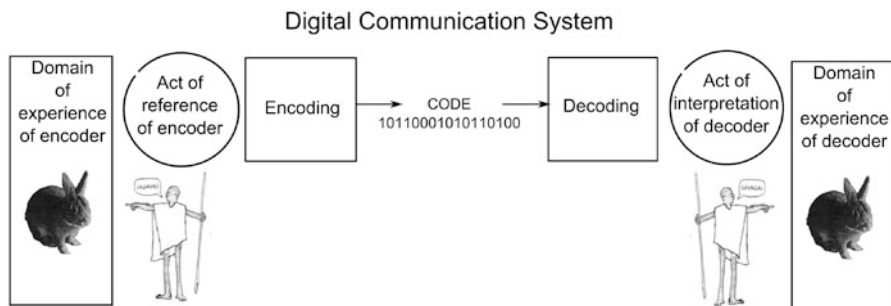 Digital Communication System
Domain
of
experience
of encoder
Act of
reference
of encoder
Encoding
CODE
10110001010110100
Decoding
Act of
interpretation
of decoder
Domain
of
experience
of decoder